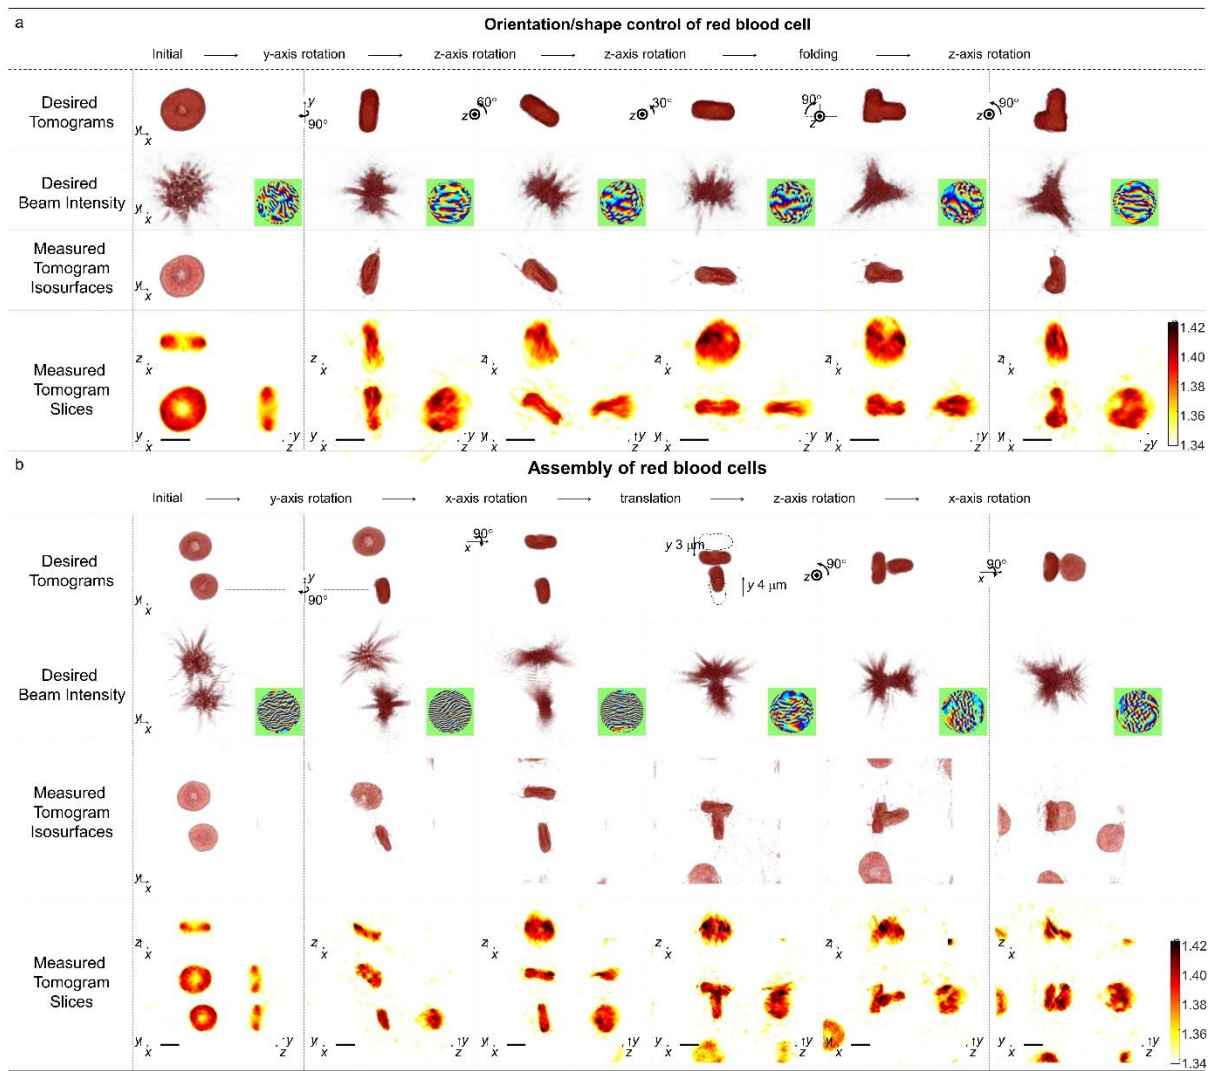 a
Orientation/shape control of red blood cell
Initial → y-axis rotation → z-axis rotation → z-axis rotation → folding → z-axis rotation
Desired
Tomograms
y
x
y
90°
z
60°
z
30°
90°
z
z
90°
Desired
Beam Intensity
y
x
Measured
Tomogram
Isosurfaces
y
x
Measured
Tomogram
Slices
z
x
z
x
z
x
z
x
z
x
z
x
y
x
y
z
y
x
y
z
y
x
y
z
y
x
y
z
y
x
z
y
1.42
1.40
1.38
1.36
1.34
b
Assembly of red blood cells
Initial → y-axis rotation → x-axis rotation → translation → z-axis rotation → x-axis rotation
Desired
Tomograms
y
x
y
90°
90°
x
y 3 μm
y 4 μm
z
90°
90°
x
Desired
Beam Intensity
y
x
Measured
Tomogram
Isosurfaces
y
x
Measured
Tomogram
Slices
z
x
z
x
z
x
z
x
z
x
z
x
y
x
y
z
y
x
y
z
y
x
y
z
y
x
y
z
y
x
y
z
y
x
y
z
1.42
1.40
1.38
1.36
1.34